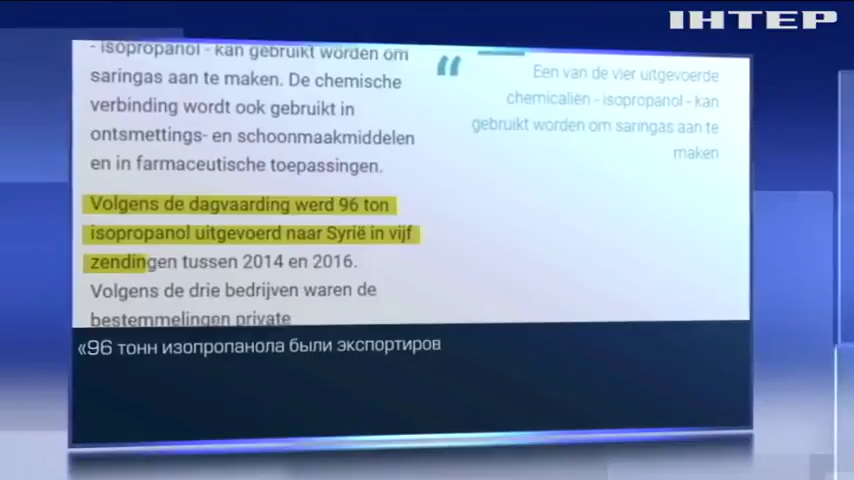 ІНТЕР
- isopropanol - kan gebruikt worden om
saringas aan te maken. De chemische
verbinding wordt ook gebruikt in
ontsmettings- en schoonmaakmiddelen
en in farmaceutische toepassingen.
Volgens de dagvaarding werd 96 ton
isopropanol uitgevoerd naar Syrië in vijf
zendingen tussen 2014 en 2016.
Volgens de drie bedrijven waren de
bestemmelingen private
“
Een van de vier uitgevoerde
chemicaliën - isopropanol - kan
gebruikt worden om saringas aan te
maken
«96 тонн изопропанола были экспортиров